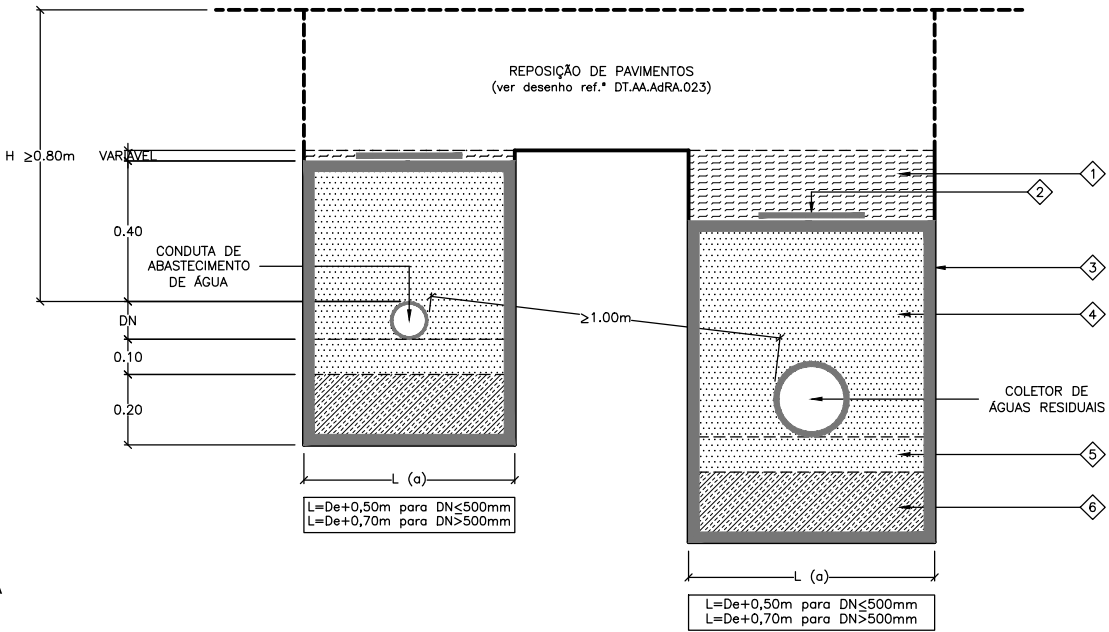 REPOSIÇÃO DE PAVIMENTOS
(ver desenho ref.ª DT.AA.AdRA.023)
H ≥0.80m
VARIÁVEL
1
2
0.40
CONDUTA DE
ABASTECIMENTO
DE ÁGUA
3
≥1.00m
4
DN
0.10
COLETOR DE
ÁGUAS RESIDUAIS
0.20
5
L (a)
6
L=De+0,50m para DN≤500mm
L=De+0,70m para DN>500mm
L (a)
L=De+0,50m para DN≤500mm
L=De+0,70m para DN>500mm